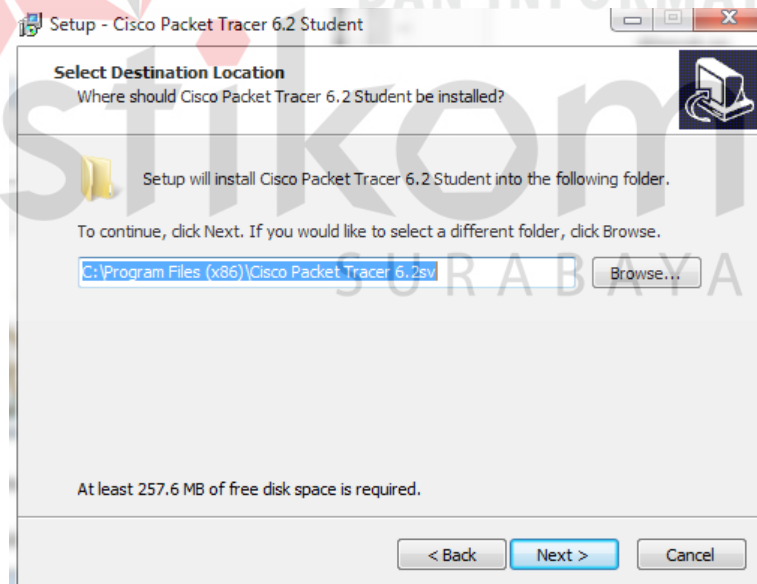 DAN INFORMA
Setup - Cisco Packet Tracer 6.2 Student
Select Destination Location
Where should Cisco Packet Tracer 6.2 Student be installed?
stikom
Setup will install Cisco Packet Tracer 6.2 Student into the following folder.
To continue, click Next. If you would like to select a different folder, click Browse.
C:\Program Files (x86)\Cisco Packet Tracer 6.2sv
Browse...
SURABAYA
At least 257.6 MB of free disk space is required.
< Back Next > Cancel